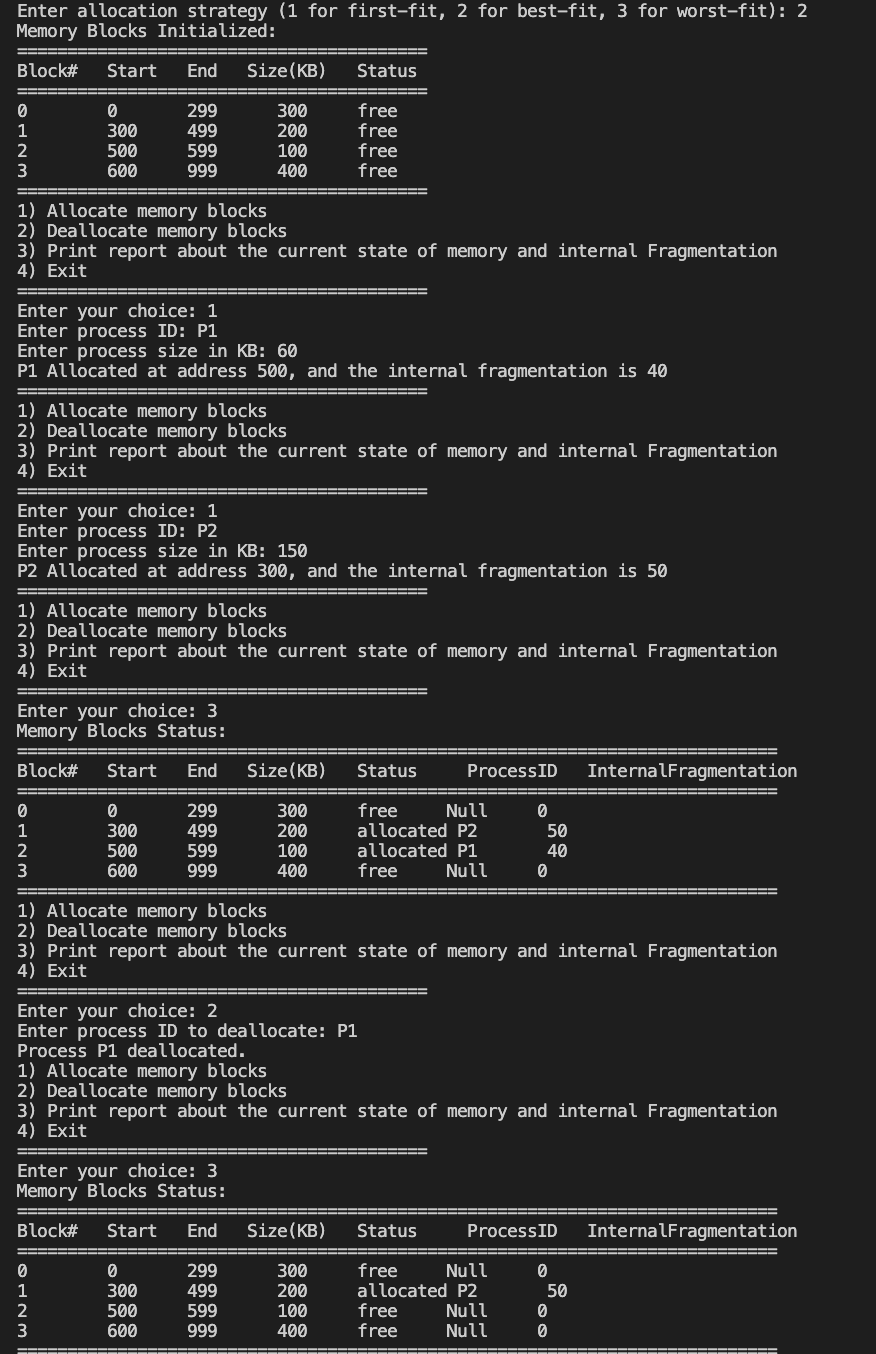 Enter allocation strategy (1 for first-fit, 2 for best-fit, 3 for worst-fit): 2
Memory Blocks Initialized:
=========================================
Block#   Start   End   Size(KB)   Status
=========================================
0        0       299      300     free
1        300     499      200     free
2        500     599      100     free
3        600     999      400     free
=========================================
1) Allocate memory blocks
2) Deallocate memory blocks
3) Print report about the current state of memory and internal Fragmentation
4) Exit
=========================================
Enter your choice: 1
Enter process ID: P1
Enter process size in KB: 60
P1 Allocated at address 500, and the internal fragmentation is 40
=========================================
1) Allocate memory blocks
2) Deallocate memory blocks
3) Print report about the current state of memory and internal Fragmentation
4) Exit
=========================================
Enter your choice: 1
Enter process ID: P2
Enter process size in KB: 150
P2 Allocated at address 300, and the internal fragmentation is 50
=========================================
1) Allocate memory blocks
2) Deallocate memory blocks
3) Print report about the current state of memory and internal Fragmentation
4) Exit
=========================================
Enter your choice: 3
Memory Blocks Status:
============================================================================
Block#   Start   End   Size(KB)   Status     ProcessID   InternalFragmentation
============================================================================
0        0       299      300     free     Null     0
1        300     499      200     allocated P2       50
2        500     599      100     allocated P1       40
3        600     999      400     free     Null     0
============================================================================
1) Allocate memory blocks
2) Deallocate memory blocks
3) Print report about the current state of memory and internal Fragmentation
4) Exit
=========================================
Enter your choice: 2
Enter process ID to deallocate: P1
Process P1 deallocated.
1) Allocate memory blocks
2) Deallocate memory blocks
3) Print report about the current state of memory and internal Fragmentation
4) Exit
=========================================
Enter your choice: 3
Memory Blocks Status:
============================================================================
Block#   Start   End   Size(KB)   Status     ProcessID   InternalFragmentation
============================================================================
0        0       299      300     free     Null     0
1        300     499      200     allocated P2       50
2        500     599      100     free     Null     0
3        600     999      400     free     Null     0
============================================================================